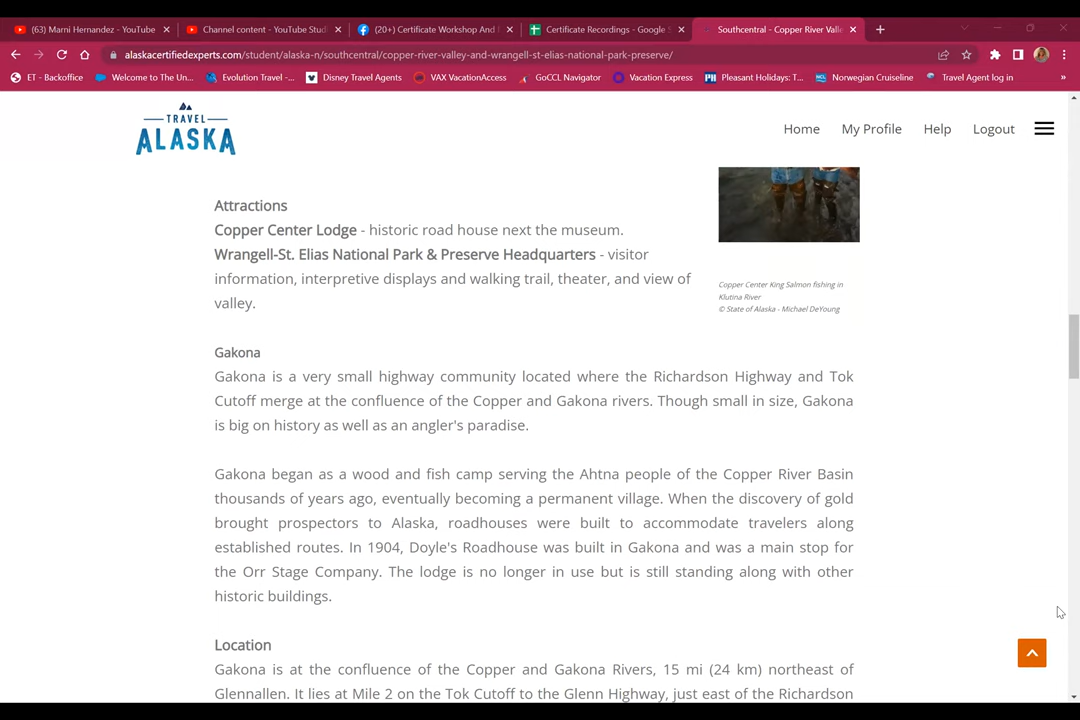 (63) Marni Hernandez - YouTube
Channel content - YouTube Studi
(20+) Certificate Workshop And
Certificate Recordings - Google S
Southcentral - Copper River Valle
alaskacertifiedexperts.com/student/alaska-n/southcentral/copper-river-valley-and-wrangell-st-elias-national-park-preserve/
ET - Backoffice
Welcome to The Un...
Evolution Travel -...
Disney Travel Agents
VAX VacationAccess
GoCCL Navigator
Vacation Express
Pleasant Holidays: T...
Norwegian Cruiseline
Travel Agent log in
TRAVEL
ALASKA
Home
My Profile
Help
Logout
Attractions
Copper Center Lodge - historic road house next the museum.
Wrangell-St. Elias National Park & Preserve Headquarters - visitor
information, interpretive displays and walking trail, theater, and view of
valley.
Copper Center King Salmon fishing in
Klutina River
© State of Alaska - Michael DeYoung
Gakona
Gakona is a very small highway community located where the Richardson Highway and Tok
Cutoff merge at the confluence of the Copper and Gakona rivers. Though small in size, Gakona
is big on history as well as an angler's paradise.
Gakona began as a wood and fish camp serving the Ahtna people of the Copper River Basin
thousands of years ago, eventually becoming a permanent village. When the discovery of gold
brought prospectors to Alaska, roadhouses were built to accommodate travelers along
established routes. In 1904, Doyle's Roadhouse was built in Gakona and was a main stop for
the Orr Stage Company. The lodge is no longer in use but is still standing along with other
historic buildings.
Location
Gakona is at the confluence of the Copper and Gakona Rivers, 15 mi (24 km) northeast of
Glennallen. It lies at Mile 2 on the Tok Cutoff to the Glenn Highway, just east of the Richardson